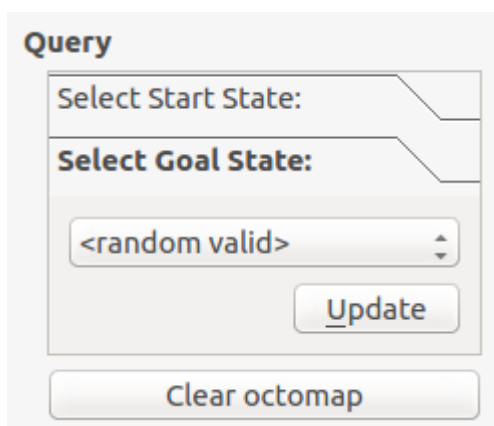 Query
Select Start State:
Select Goal State:
<random valid>
Update
Clear octomap